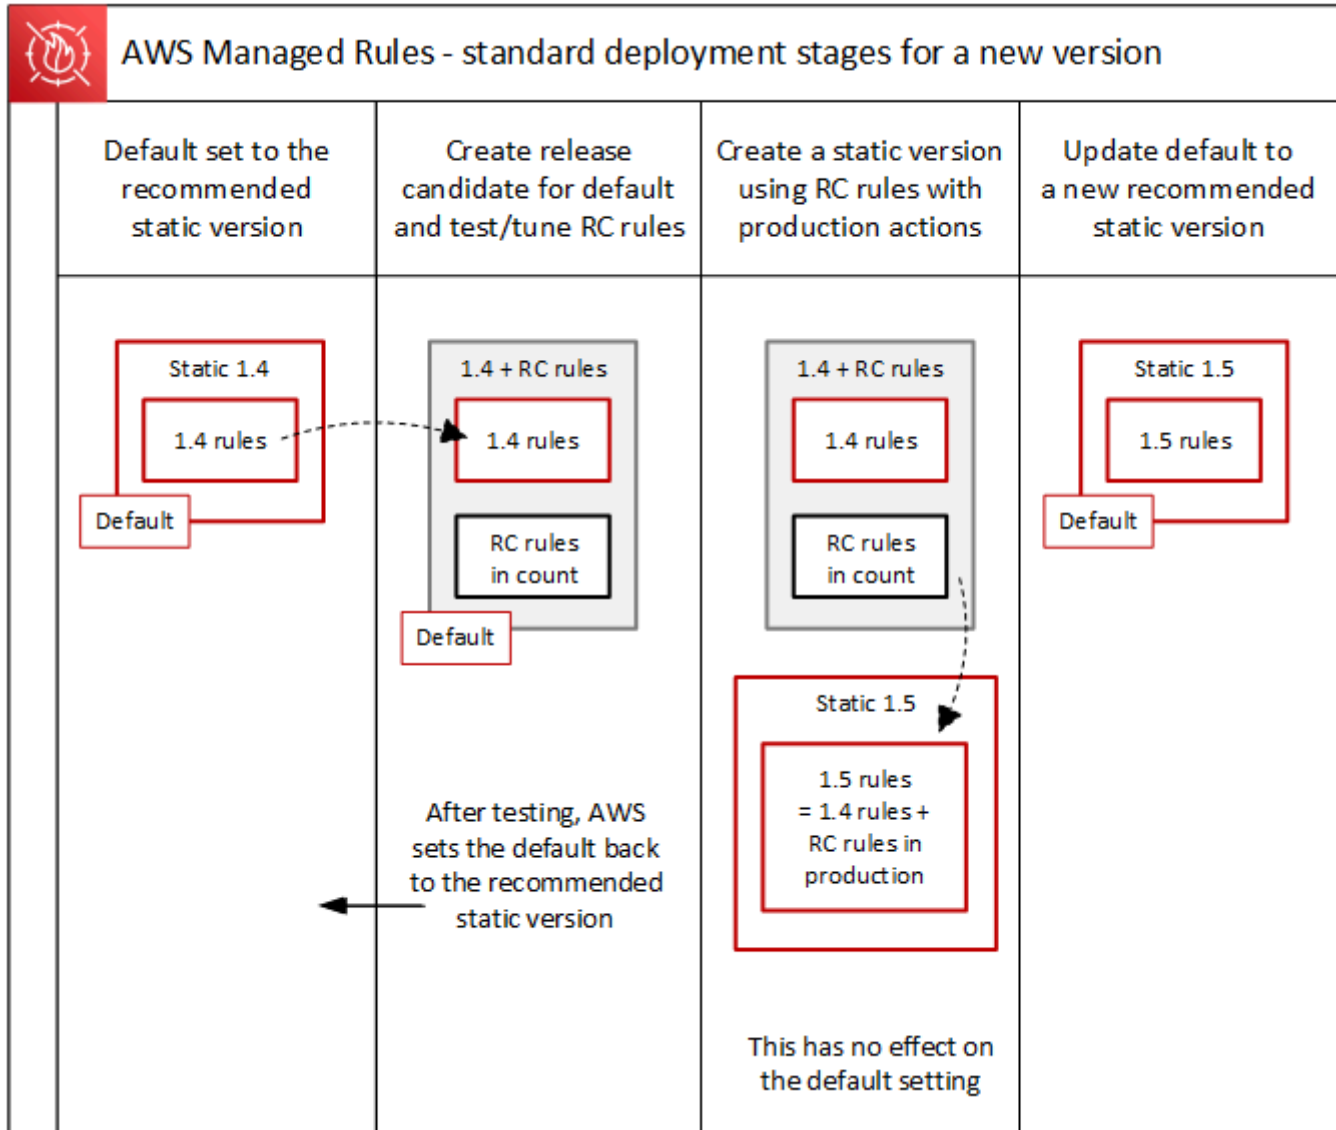 AWS Managed Rules - standard deployment stages for a new version
Default set to the
recommended
static version
Create release
candidate for default
and test/tune RC rules
Create a static version
using RC rules with
production actions
Update default to
a new recommended
static version
Static 1.4
1.4 rules
Default
1.4 + RC rules
1.4 rules
RC rules
in count
Default
After testing, AWS
sets the default back
to the recommended
static version
1.4 + RC rules
1.4 rules
RC rules
in count
Static 1.5
1.5 rules
= 1.4 rules +
RC rules in
production
This has no effect on
the default setting
Static 1.5
1.5 rules
Default